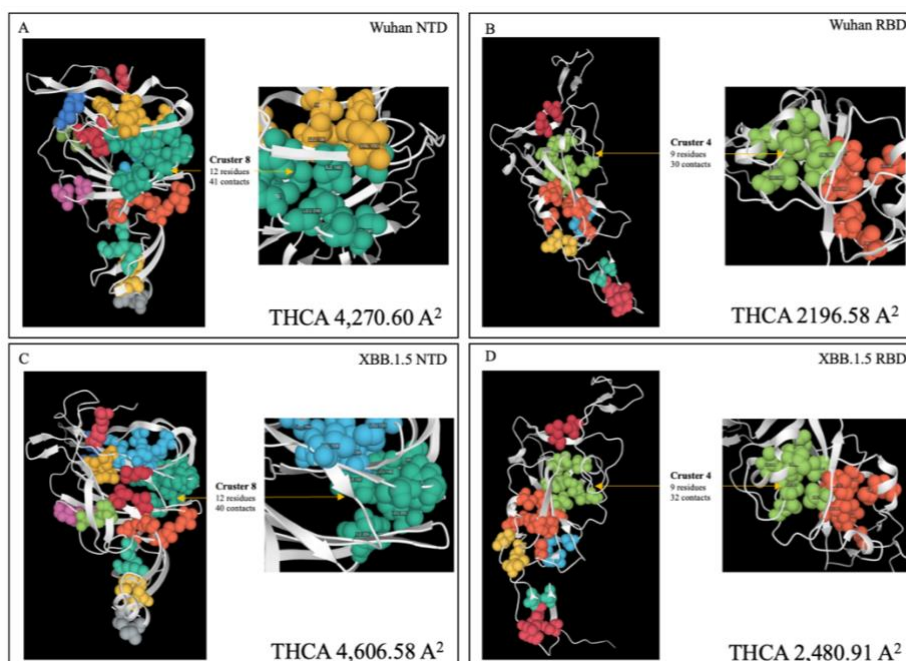 A
Wuhan NTD
Cruster 8
12 residues
41 contacts
THCA 4,270.60 A²
B
Wuhan RBD
Cruster 4
9 residues
30 contacts
THCA 2196.58 A²
C
XBB.1.5 NTD
Cruster 8
12 residues
40 contacts
THCA 4,606.58 A²
D
XBB.1.5 RBD
Cruster 4
9 residues
32 contacts
THCA 2,480.91 A²